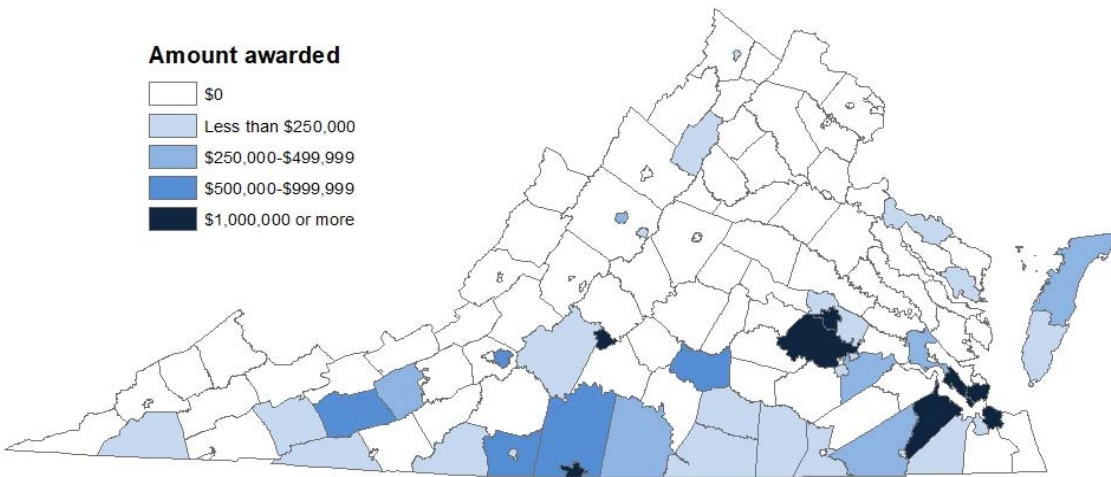 Amount awarded
$0
Less than $250,000
$250,000-$499,999
$500,000-$999,999
$1,000,000 or more